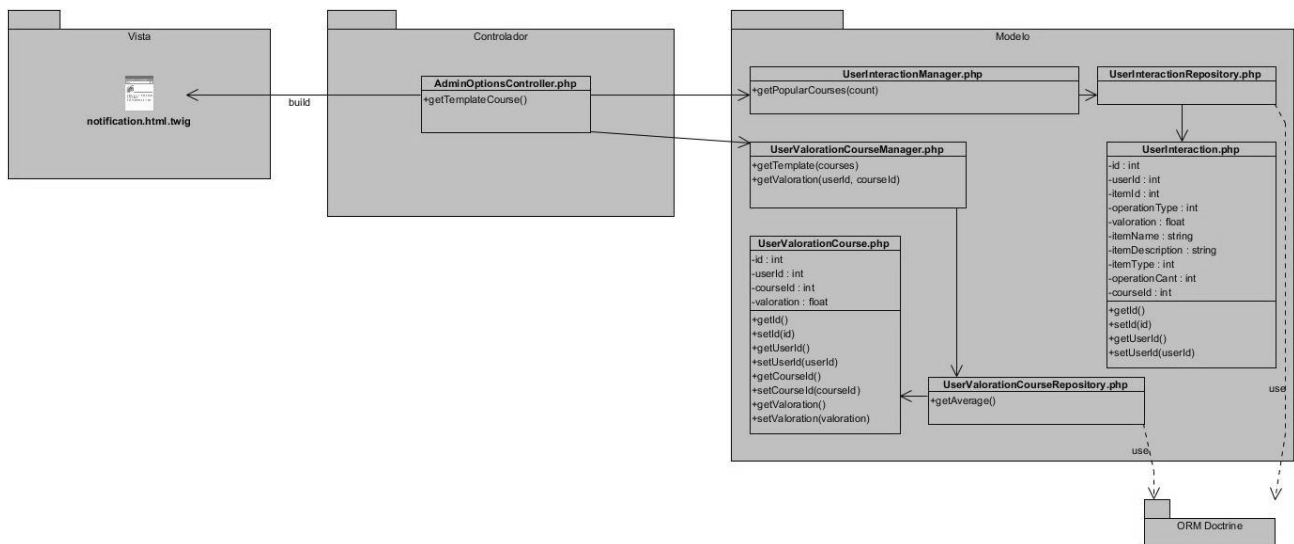 Vista
notification.html.twig
build
Controlador
AdminOptionsController.php
+getTemplateCourse()
Modelo
UserInteractionManager.php
+getPopularCourses(count)
UserInteractionRepository.php
UserValorationCourseManager.php
+getTemplate(courses)
+getValoration(userId, courseId)
UserInteraction.php
-id : int
-userId : int
-itemId : int
-operationType : int
-valoration : float
-itemName : string
-itemDescription : string
-itemType : int
-operationCant : int
-courseId : int
+getId()
+setId(id)
+getUserId()
+setUserId(userId)
UserValorationCourse.php
-id : int
-userId : int
-courseId : int
-valoration : float
+getId()
+setId(id)
+getUserId()
+setUserId(userId)
+getCourseId()
+setCourseId(courseId)
+getValoration()
+setValoration(valoration)
UserValorationCourseRepository.php
+getAverage()
use
use
ORM Doctrine